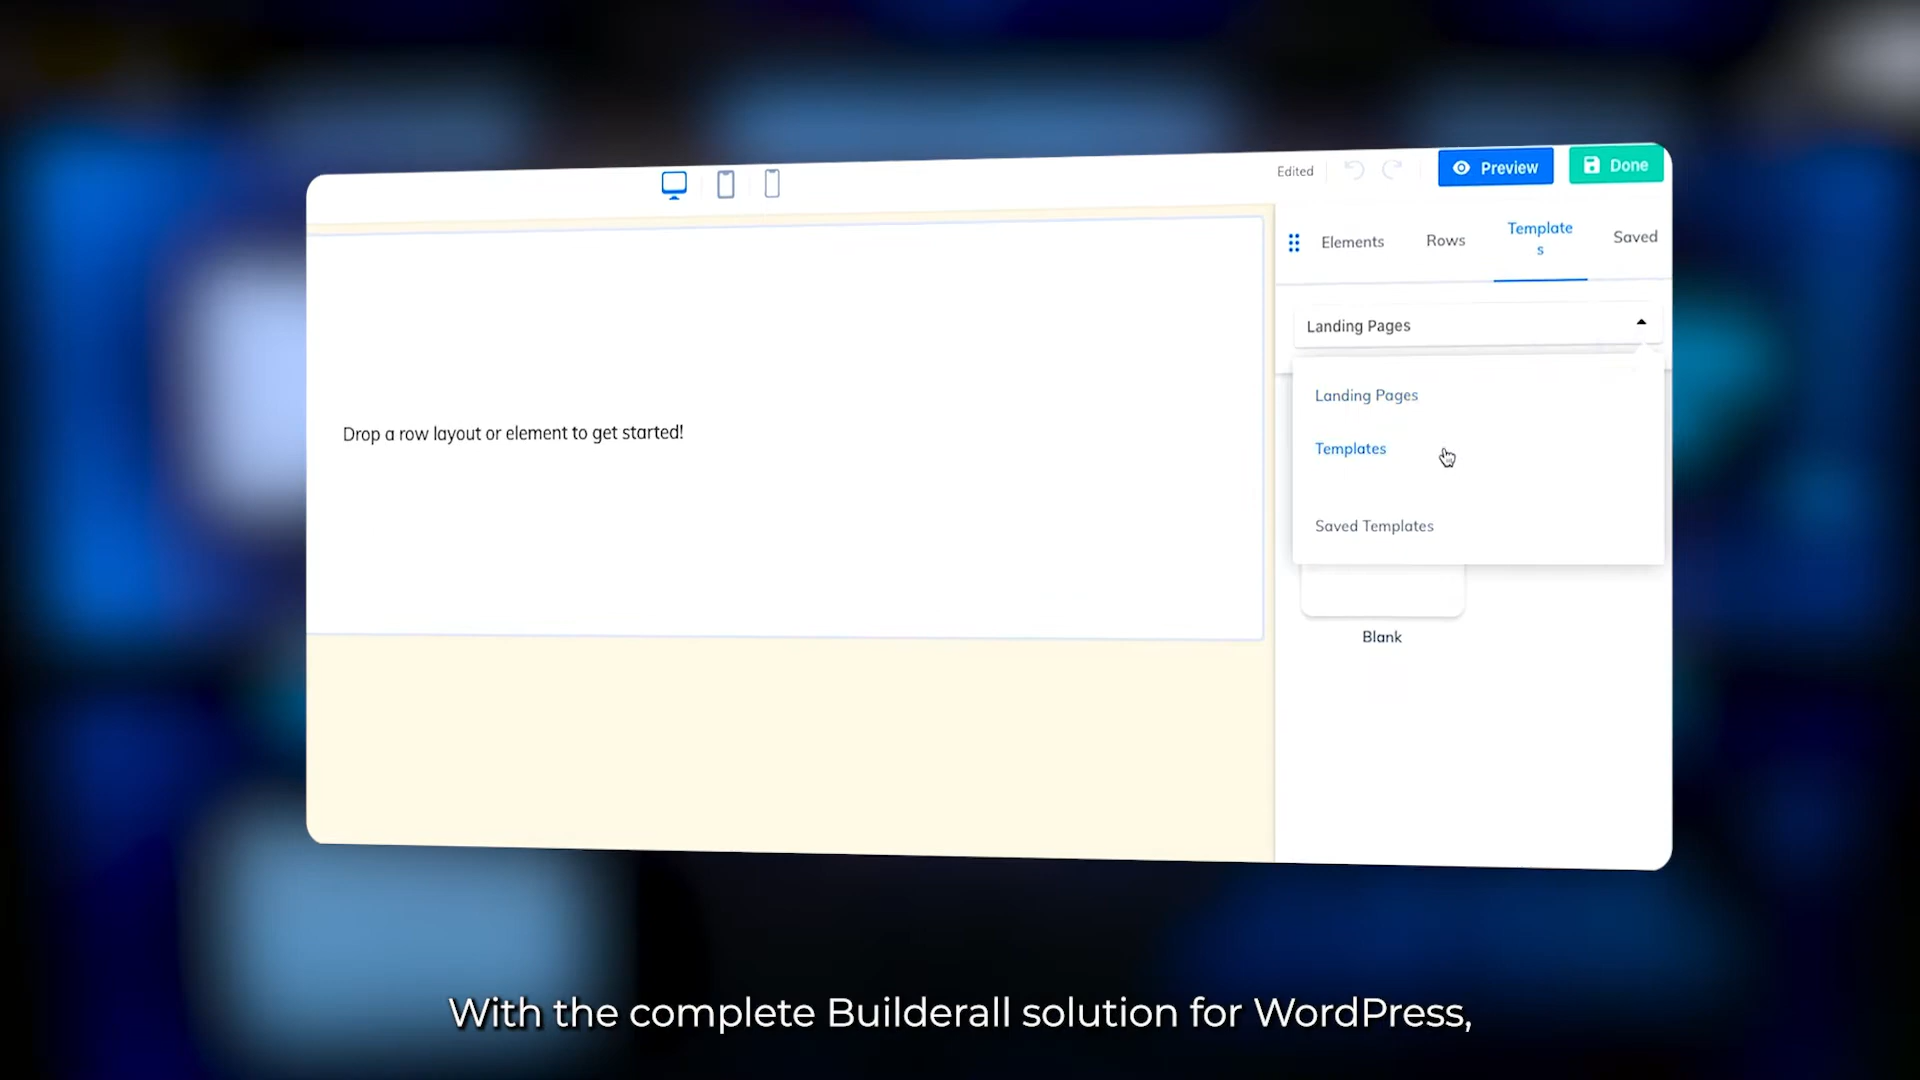 Edited
Preview
Done
Elements
Rows
Template
s
Saved
Landing Pages
Landing Pages
Templates
Saved Templates
Blank
Drop a row layout or element to get started!
With the complete Builderall solution for WordPress,